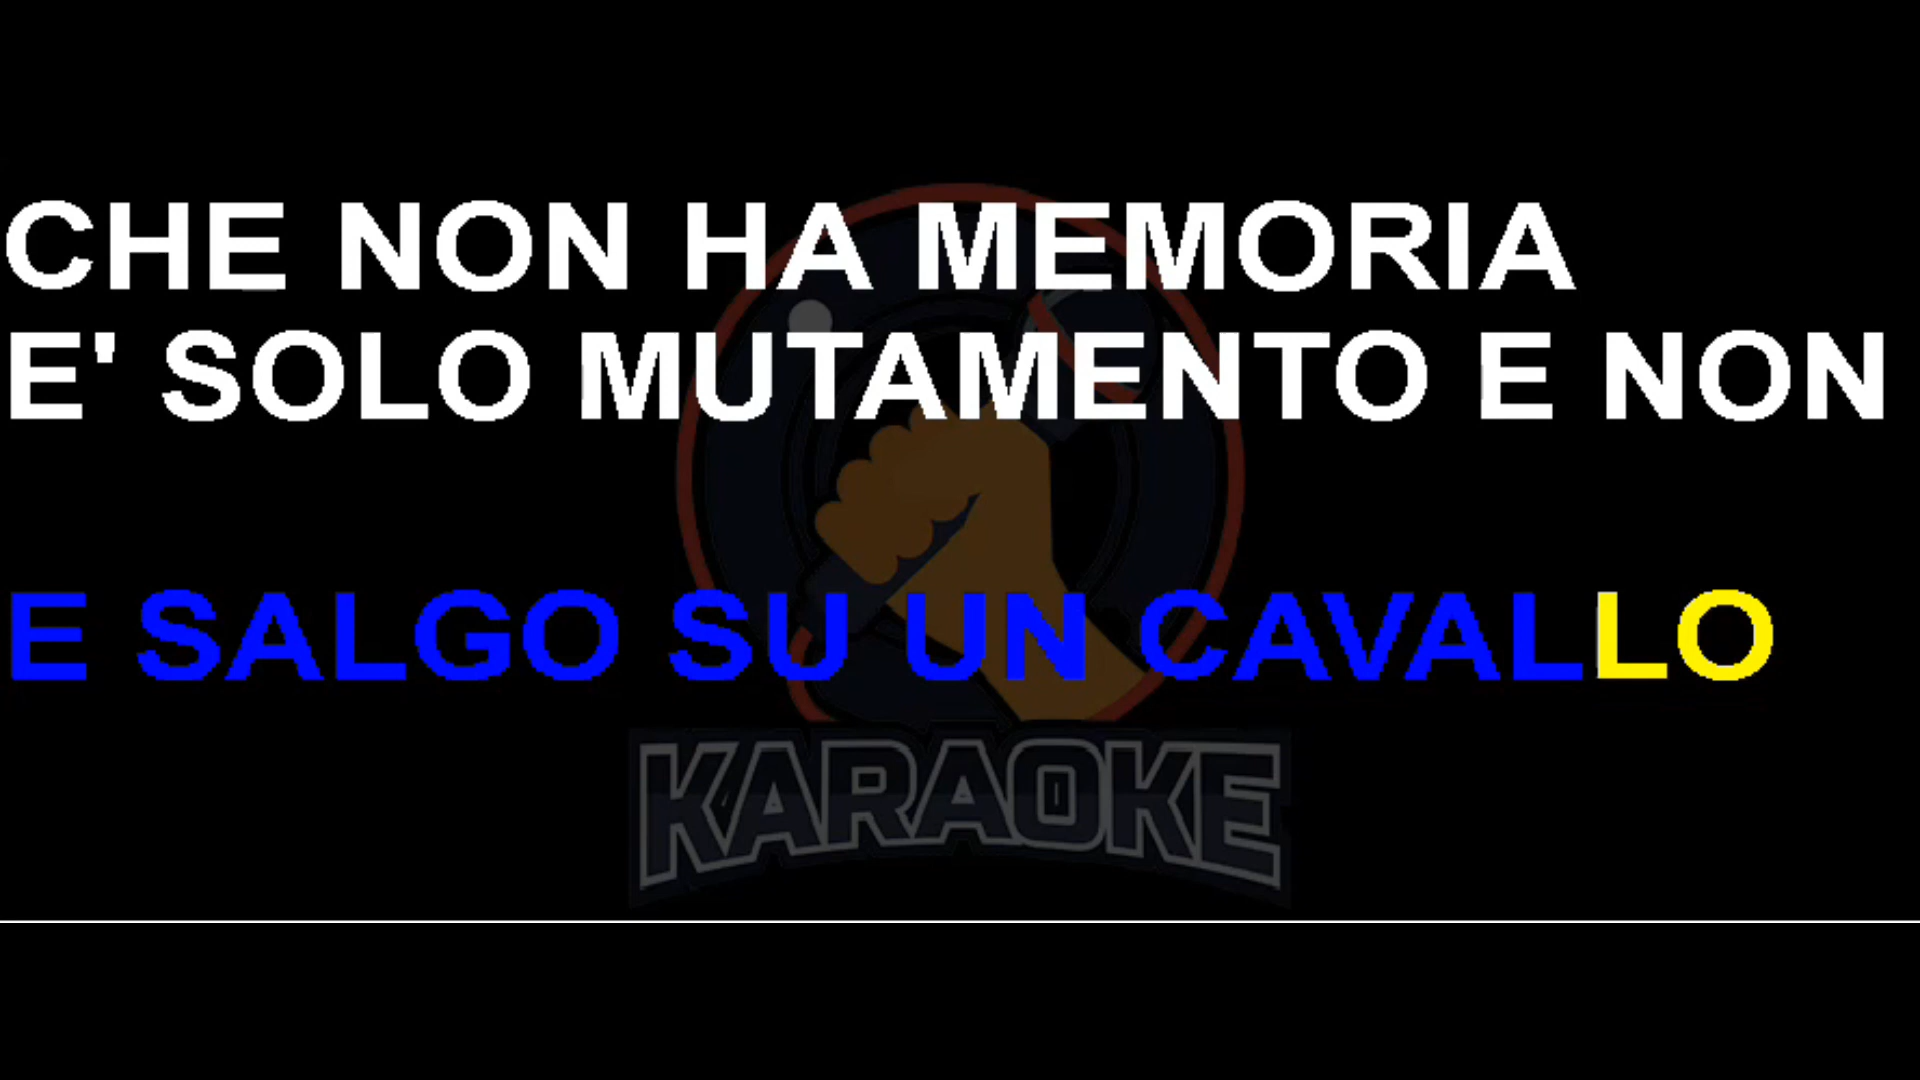 CHE NON HA MEMORIA
E' SOLO MUTAMENTO E NON
E SALGO SU UN CAVALLO
KARAOKE